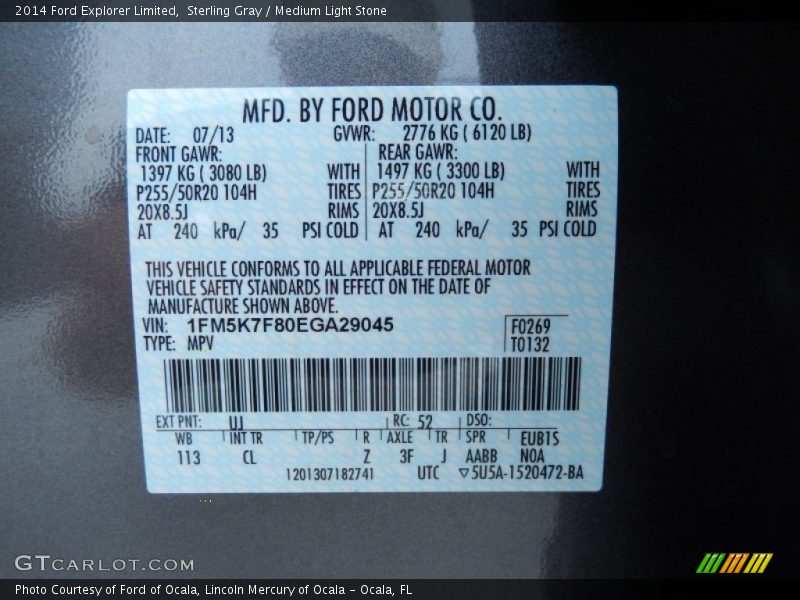 2014 Ford Explorer Limited, Sterling Gray / Medium Light Stone
MFD. BY FORD MOTOR CO.
DATE: 07/13 GVWR: 2776 KG ( 6120 LB)
FRONT GAWR: REAR GAWR:
1397 KG ( 3080 LB) WITH 1497 KG ( 3300 LB) WITH
P255/50R20 104H TIRES P255/50R20 104H TIRES
20X8.5J RIMS 20X8.5J RIMS
AT 240 kPa/ 35 PSI COLD AT 240 kPa/ 35 PSI COLD
THIS VEHICLE CONFORMS TO ALL APPLICABLE FEDERAL MOTOR
VEHICLE SAFETY STANDARDS IN EFFECT ON THE DATE OF
MANUFACTURE SHOWN ABOVE.
VIN: 1FM5K7F80EGA29045 F0269
TYPE: MPV T0132
EXT PNT: UJ RC: 52 DSO:
WB INT TR TP/PS R AXLE TR SPR EUB1S
113 CL Z 3F J AABB NOA
1201307182741 UTC ▽5U5A-1520472-BA
GTCARLOT.COM
Photo Courtesy of Ford of Ocala, Lincoln Mercury of Ocala – Ocala, FL